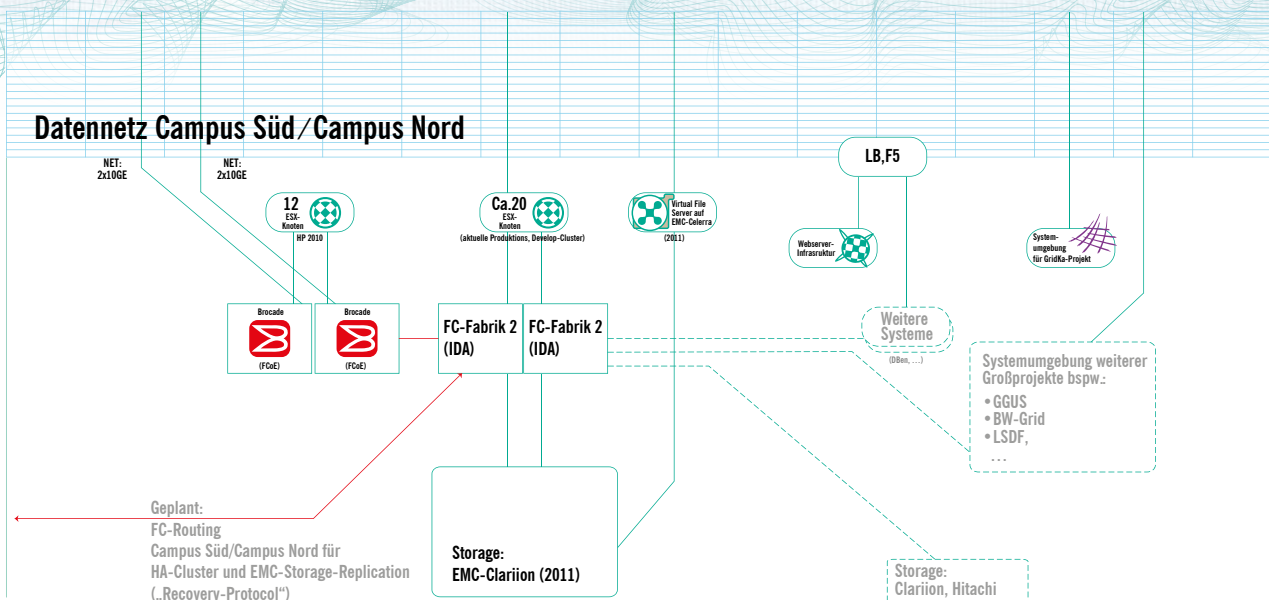 Datennetz Campus Süd/Campus Nord
NET:
2x10GE
NET:
2x10GE
12
ESX-
Knoten
HP 2010
Ca.20
ESX-
Knoten
(aktuelle Produktions, Develop-Cluster)
Virtual File
Server auf
EMC-Celerra
(2011)
LB,F5
Webserver-
Infrasruktur
System-
umgebung
für GridKa-Projekt
Brocade
(FCoE)
Brocade
(FCoE)
FC-Fabrik 2
(IDA)
FC-Fabrik 2
(IDA)
Weitere
Systeme
(DBen, ...)
Systemumgebung weiterer
Großprojekte bspw.:
• GGUS
• BW-Grid
• LSDF,
...
Geplant:
FC-Routing
Campus Süd/Campus Nord für
HA-Cluster und EMC-Storage-Replication
(„Recovery-Protocol“)
Storage:
EMC-Clariion (2011)
Storage:
Clariion, Hitachi